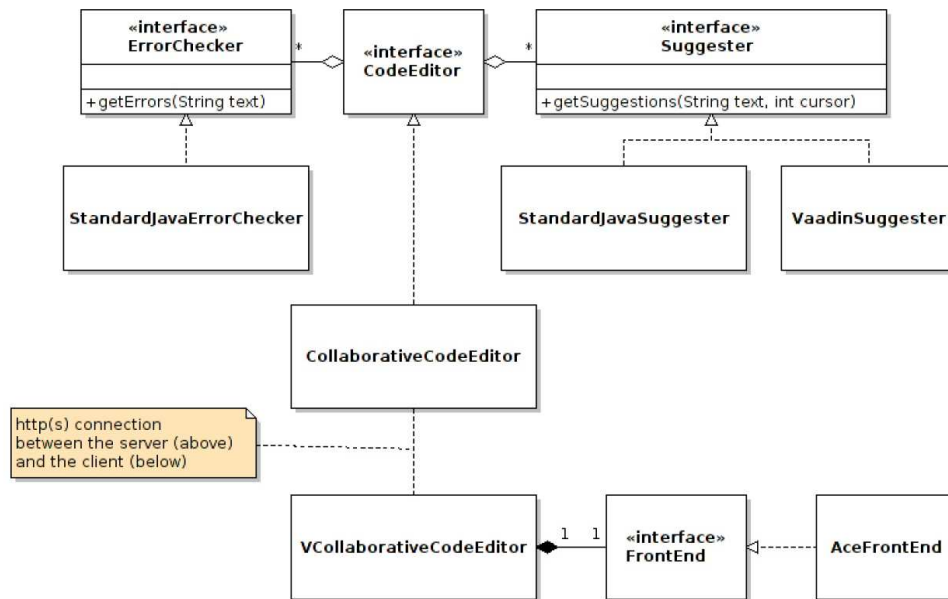 «interface»
ErrorChecker
+getErrors(String text)
*
«interface»
CodeEditor
*
«interface»
Suggester
+getSuggestions(String text, int cursor)
StandardJavaErrorChecker
StandardJavaSuggester
VaadinSuggester
CollaborativeCodeEditor
http(s) connection
between the server (above)
and the client (below)
VCollaborativeCodeEditor
1
1
«interface»
FrontEnd
AceFrontEnd